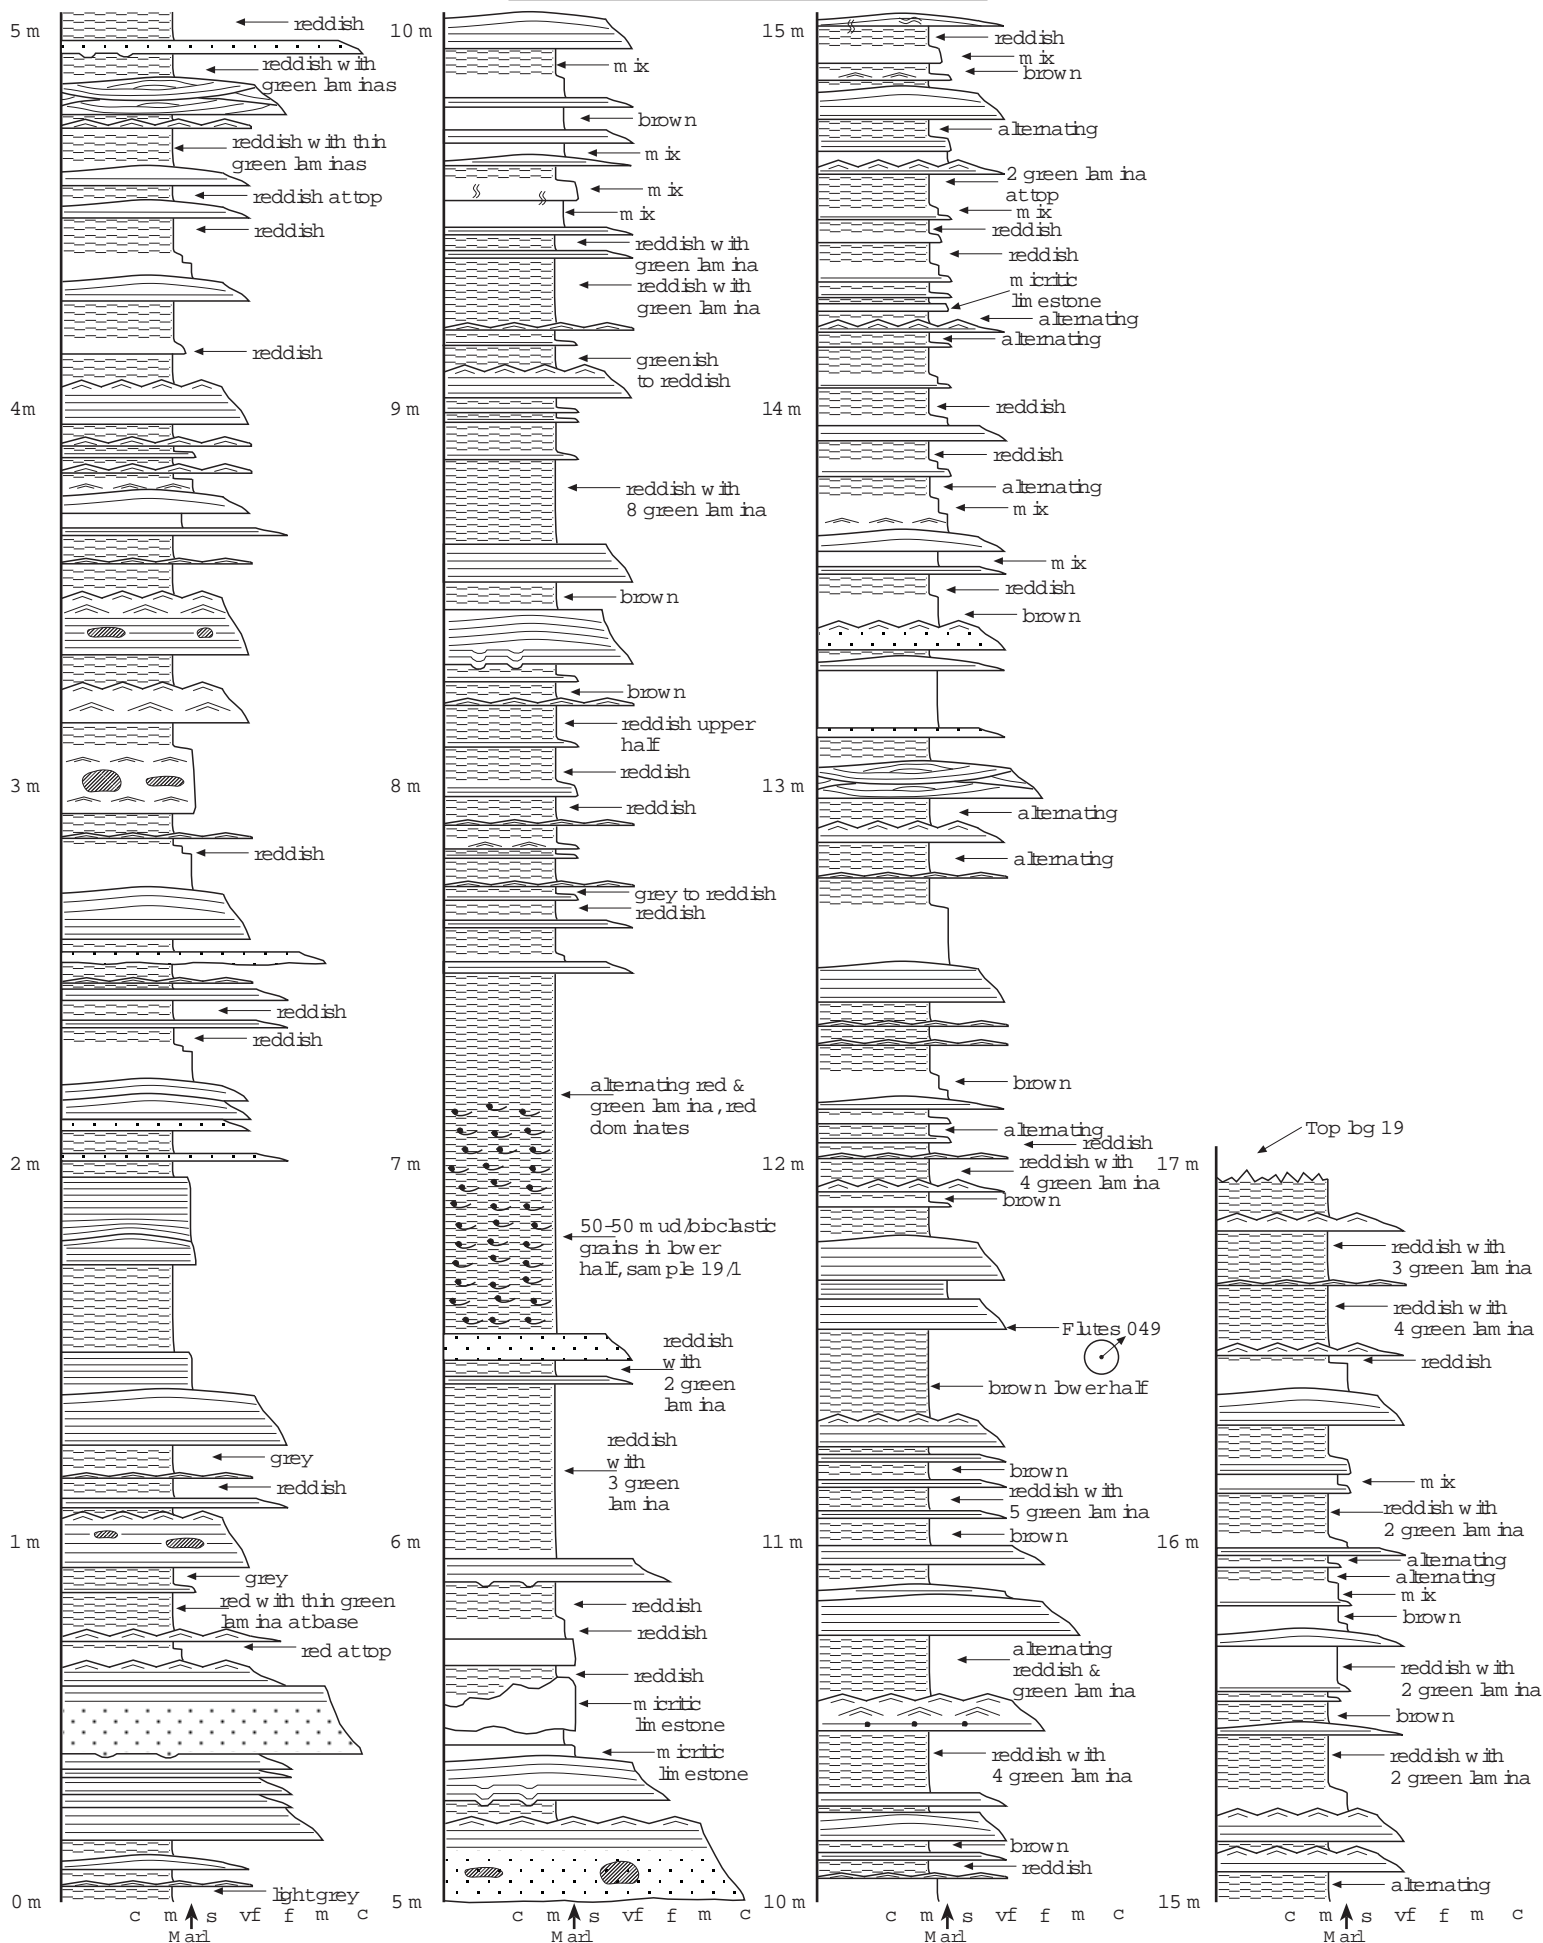 5 m
reddish
reddish with
green laminas
reddish with thin
green laminas
reddish at top
reddish
reddish
4 m
3 m
reddish
reddish
reddish
2 m
grey
reddish
1 m
grey
red with thin green
lamina at base
red at top
0 m
light grey
c m s vf f m c
Marl
10 m
mix
brown
mix
mix
mix
reddish with
green lamina
reddish with
green lamina
greenish
to reddish
9 m
reddish with
8 green lamina
brown
brown
reddish upper
half
reddish
8 m
reddish
grey to reddish
reddish
alternating red &
green lamina, red
dominates
7 m
50-50 mud/bioclastic
grains in lower
half, sample 19/1
reddish
with
2 green
lamina
reddish
with
3 green
lamina
6 m
reddish
reddish
reddish
micritic
limestone
micritic
limestone
5 m
c m s vf f m c
Marl
15 m
reddish
mix
brown
alternating
2 green lamina
at top
mix
reddish
reddish
micritic
limestone
alternating
alternating
14 m
reddish
reddish
alternating
mix
mix
reddish
brown
13 m
alternating
alternating
brown
alternating
reddish
12 m
reddish with
4 green lamina
brown
Flutes 049
brown lower half
brown
reddish with
5 green lamina
11 m
brown
alternating
reddish &
green lamina
reddish with
4 green lamina
brown
reddish
10 m
c m s vf f m c
Marl
Top log 19
17 m
reddish with
3 green lamina
reddish with
4 green lamina
reddish
mix
reddish with
2 green lamina
16 m
alternating
alternating
mix
brown
reddish with
2 green lamina
brown
reddish with
2 green lamina
alternating
15 m
c m s vf f m c
Marl